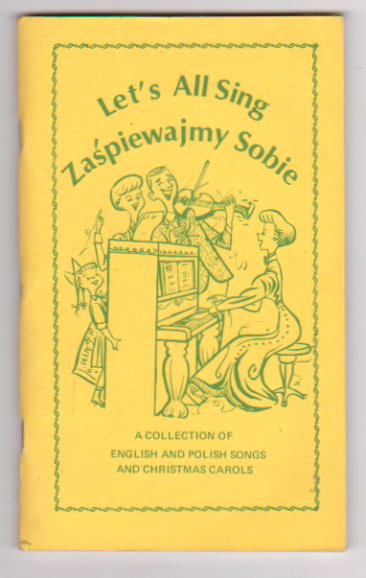 Let's All Sing
Zaśpiewajmy Sobie
A COLLECTION OF
ENGLISH AND POLISH SONGS
AND CHRISTMAS CAROLS